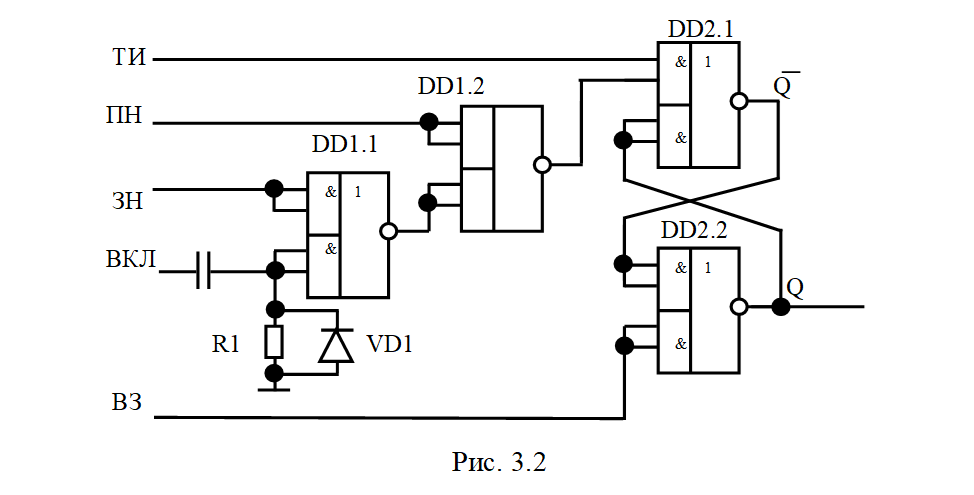 DD2.1
ТИ
& 1
DD1.2
Q
ПН
DD1.1
&
ЗН
& 1
DD2.2
ВКЛ
&
& 1
Q
R1
VD1
&
ВЗ
Рис. 3.2